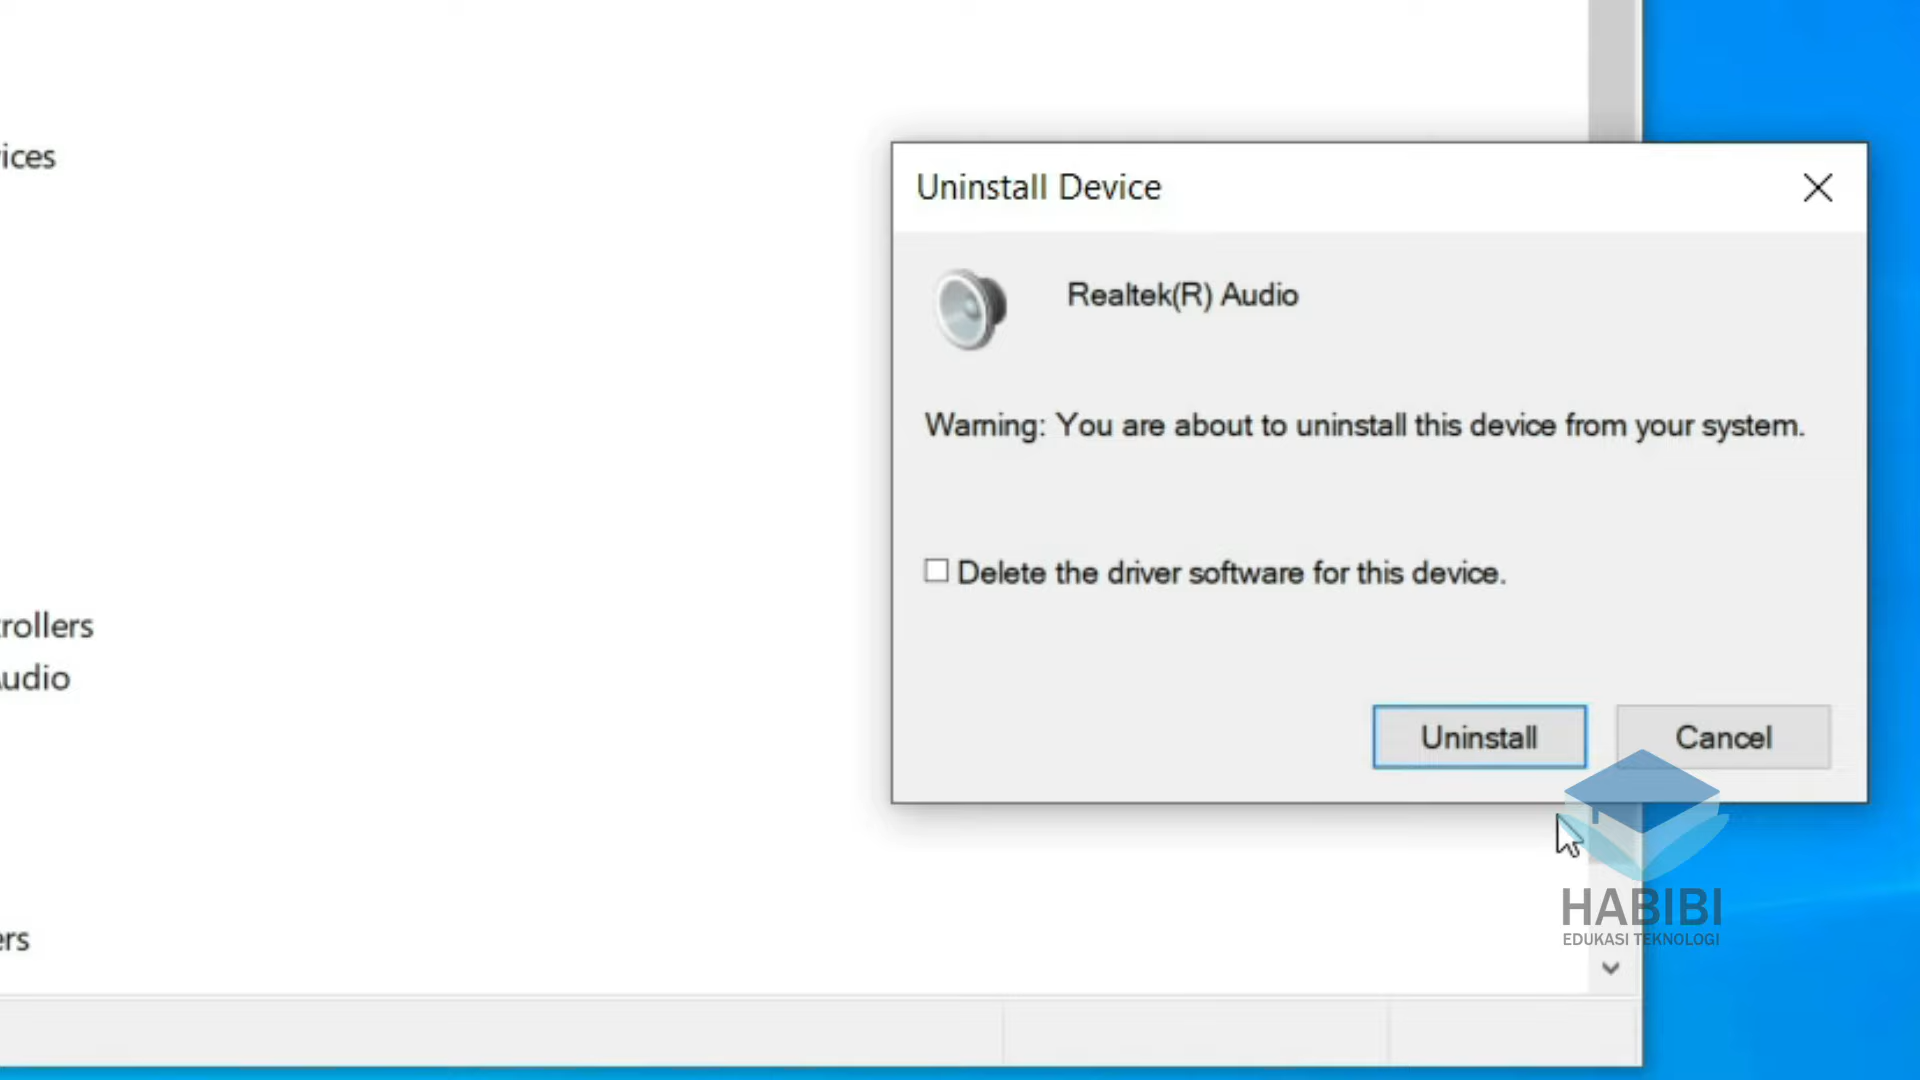 ices
Uninstall Device
Realtek(R) Audio
Warning: You are about to uninstall this device from your system.
Delete the driver software for this device.
rollers
udio
Uninstall
Cancel
HABIBI
EDUKASI TEKNOLOGI
ers